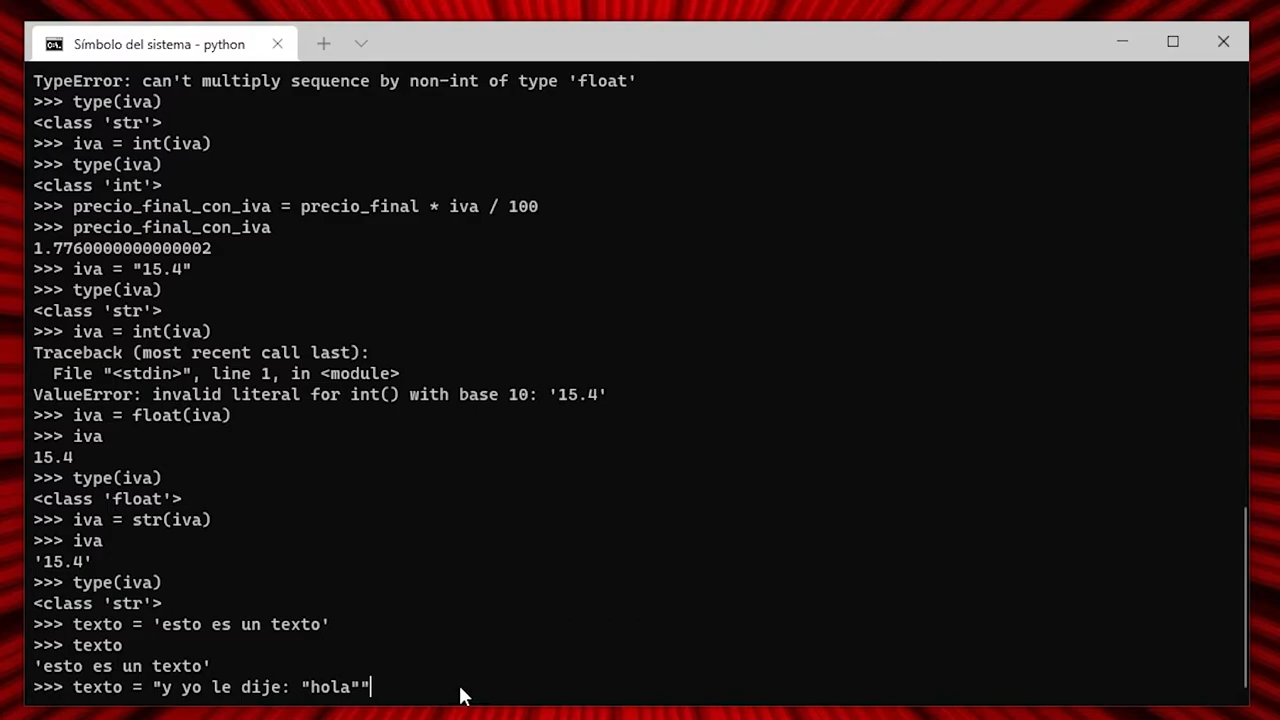 Símbolo del sistema - python
TypeError: can't multiply sequence by non-int of type 'float'
>>> type(iva)
<class 'str'>
>>> iva = int(iva)
>>> type(iva)
<class 'int'>
>>> precio_final_con_iva = precio_final * iva / 100
>>> precio_final_con_iva
1.7760000000000002
>>> iva = "15.4"
>>> type(iva)
<class 'str'>
>>> iva = int(iva)
Traceback (most recent call last):
  File "<stdin>", line 1, in <module>
ValueError: invalid literal for int() with base 10: '15.4'
>>> iva = float(iva)
>>> iva
15.4
>>> type(iva)
<class 'float'>
>>> iva = str(iva)
>>> iva
'15.4'
>>> type(iva)
<class 'str'>
>>> texto = 'esto es un texto'
>>> texto
'esto es un texto'
>>> texto = "y yo le dije: "hola""